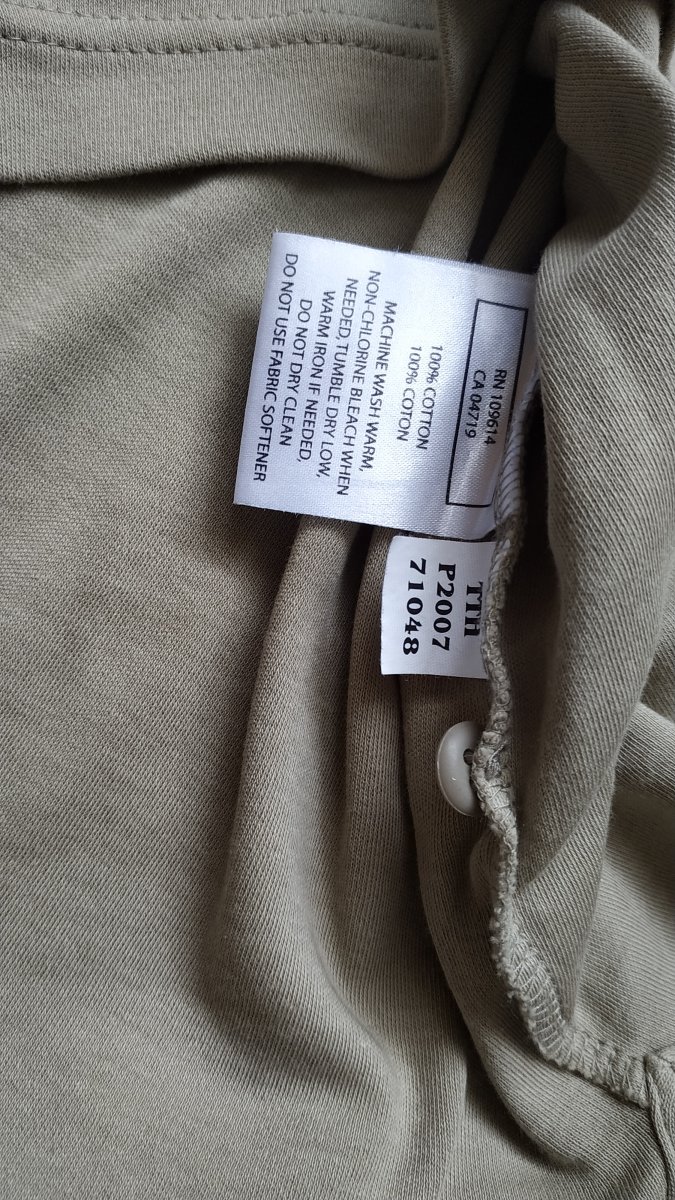 RN 109614
CA 04719
100% COTTON
100% COTON
MACHINE WASH WARM,
NON-CHLORINE BLEACH WHEN
NEEDED, TUMBLE DRY LOW,
WARM IRON IF NEEDED,
DO NOT DRY CLEAN
DO NOT USE FABRIC SOFTENER
TTH
P2007
71048